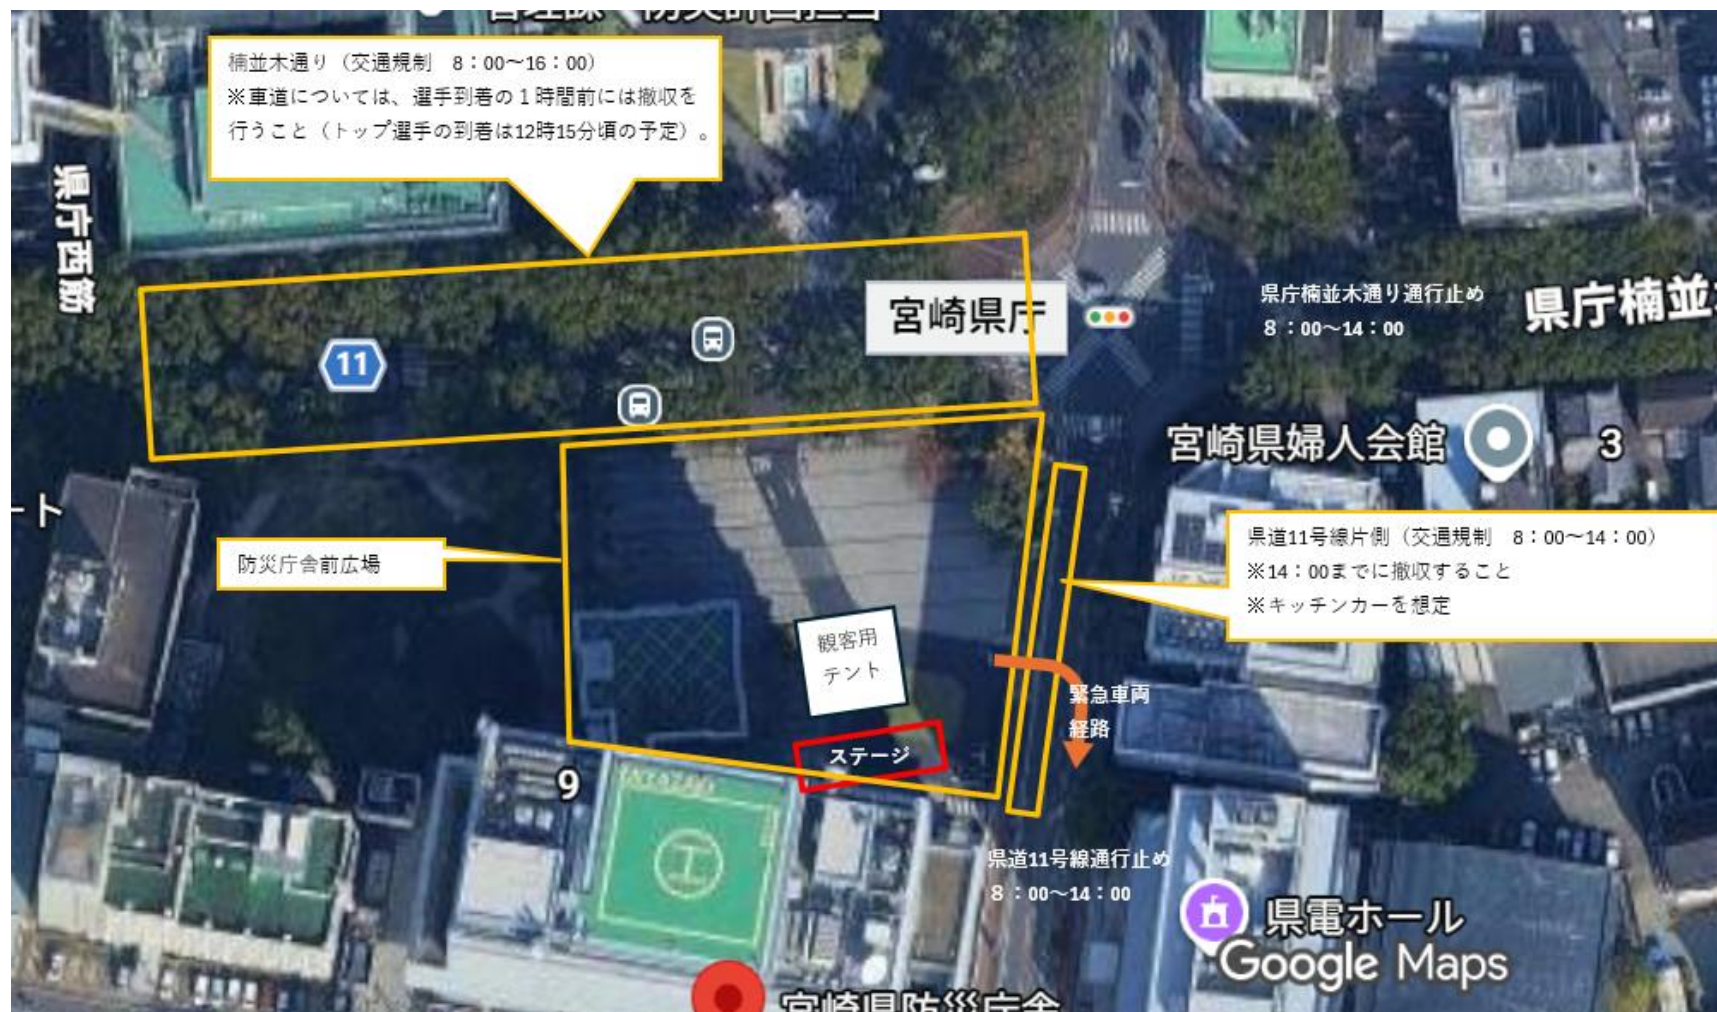 楠並木通り（交通規制　8：00～16：00）
※車道については、選手到着の１時間前には撤収を
行うこと（トップ選手の到着は12時15分頃の予定）。
県庁西筋
11
宮崎県庁
県庁楠並木通り通行止め
８：00～14：00
県庁楠並
宮崎県婦人会館
3
ート
防災庁舎前広場
県道11号線片側（交通規制　8：00～14：00）
※14：00までに撤収すること
※キッチンカーを想定
観客用
テント
緊急車両
経路
ステージ
9
県道11号線通行止め
８：00～14：00
県電ホール
Google Maps
宮崎県防災庁舎